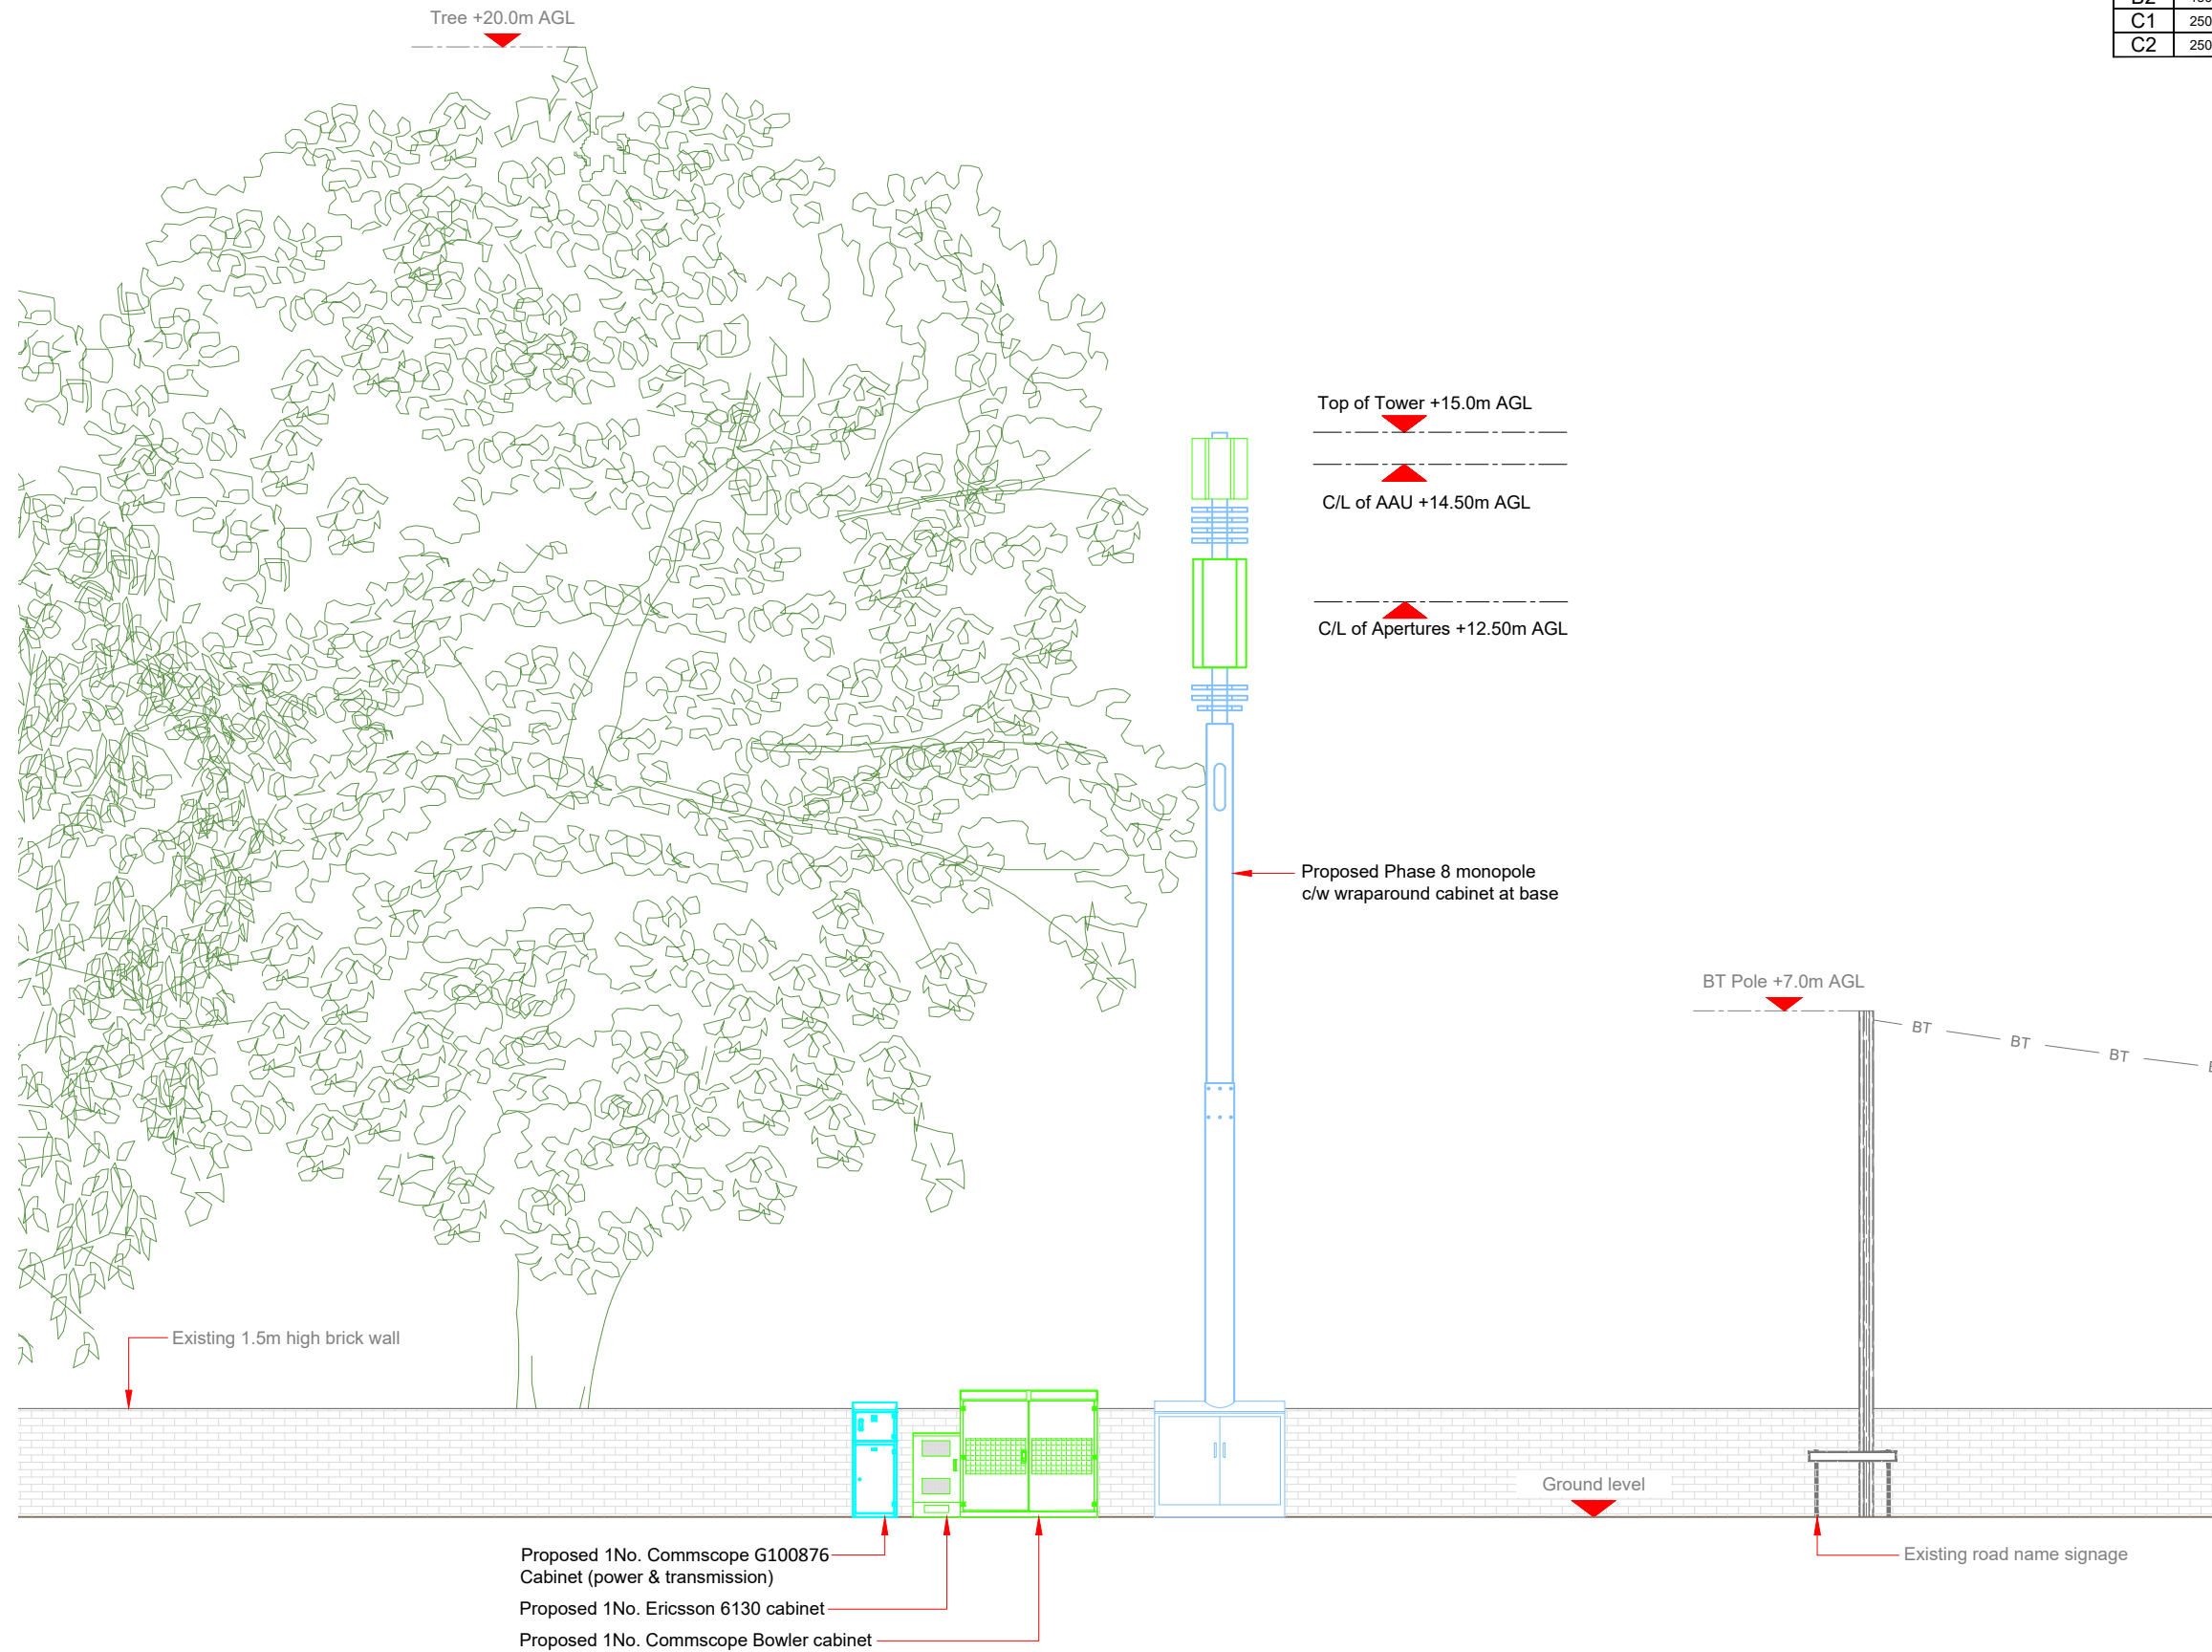 Tree +20.0m AGL
C1 250
C2 250
Top of Tower +15.0m AGL
C/L of AAU +14.50m AGL
C/L of Apertures +12.50m AGL
Proposed Phase 8 monopole
c/w wraparound cabinet at base
BT Pole +7.0m AGL
BT
BT
BT
Existing 1.5m high brick wall
Ground level
Proposed 1No. Commscope G100876
Cabinet (power & transmission)
Proposed 1No. Ericsson 6130 cabinet
Proposed 1No. Commscope Bowler cabinet
Existing road name signage